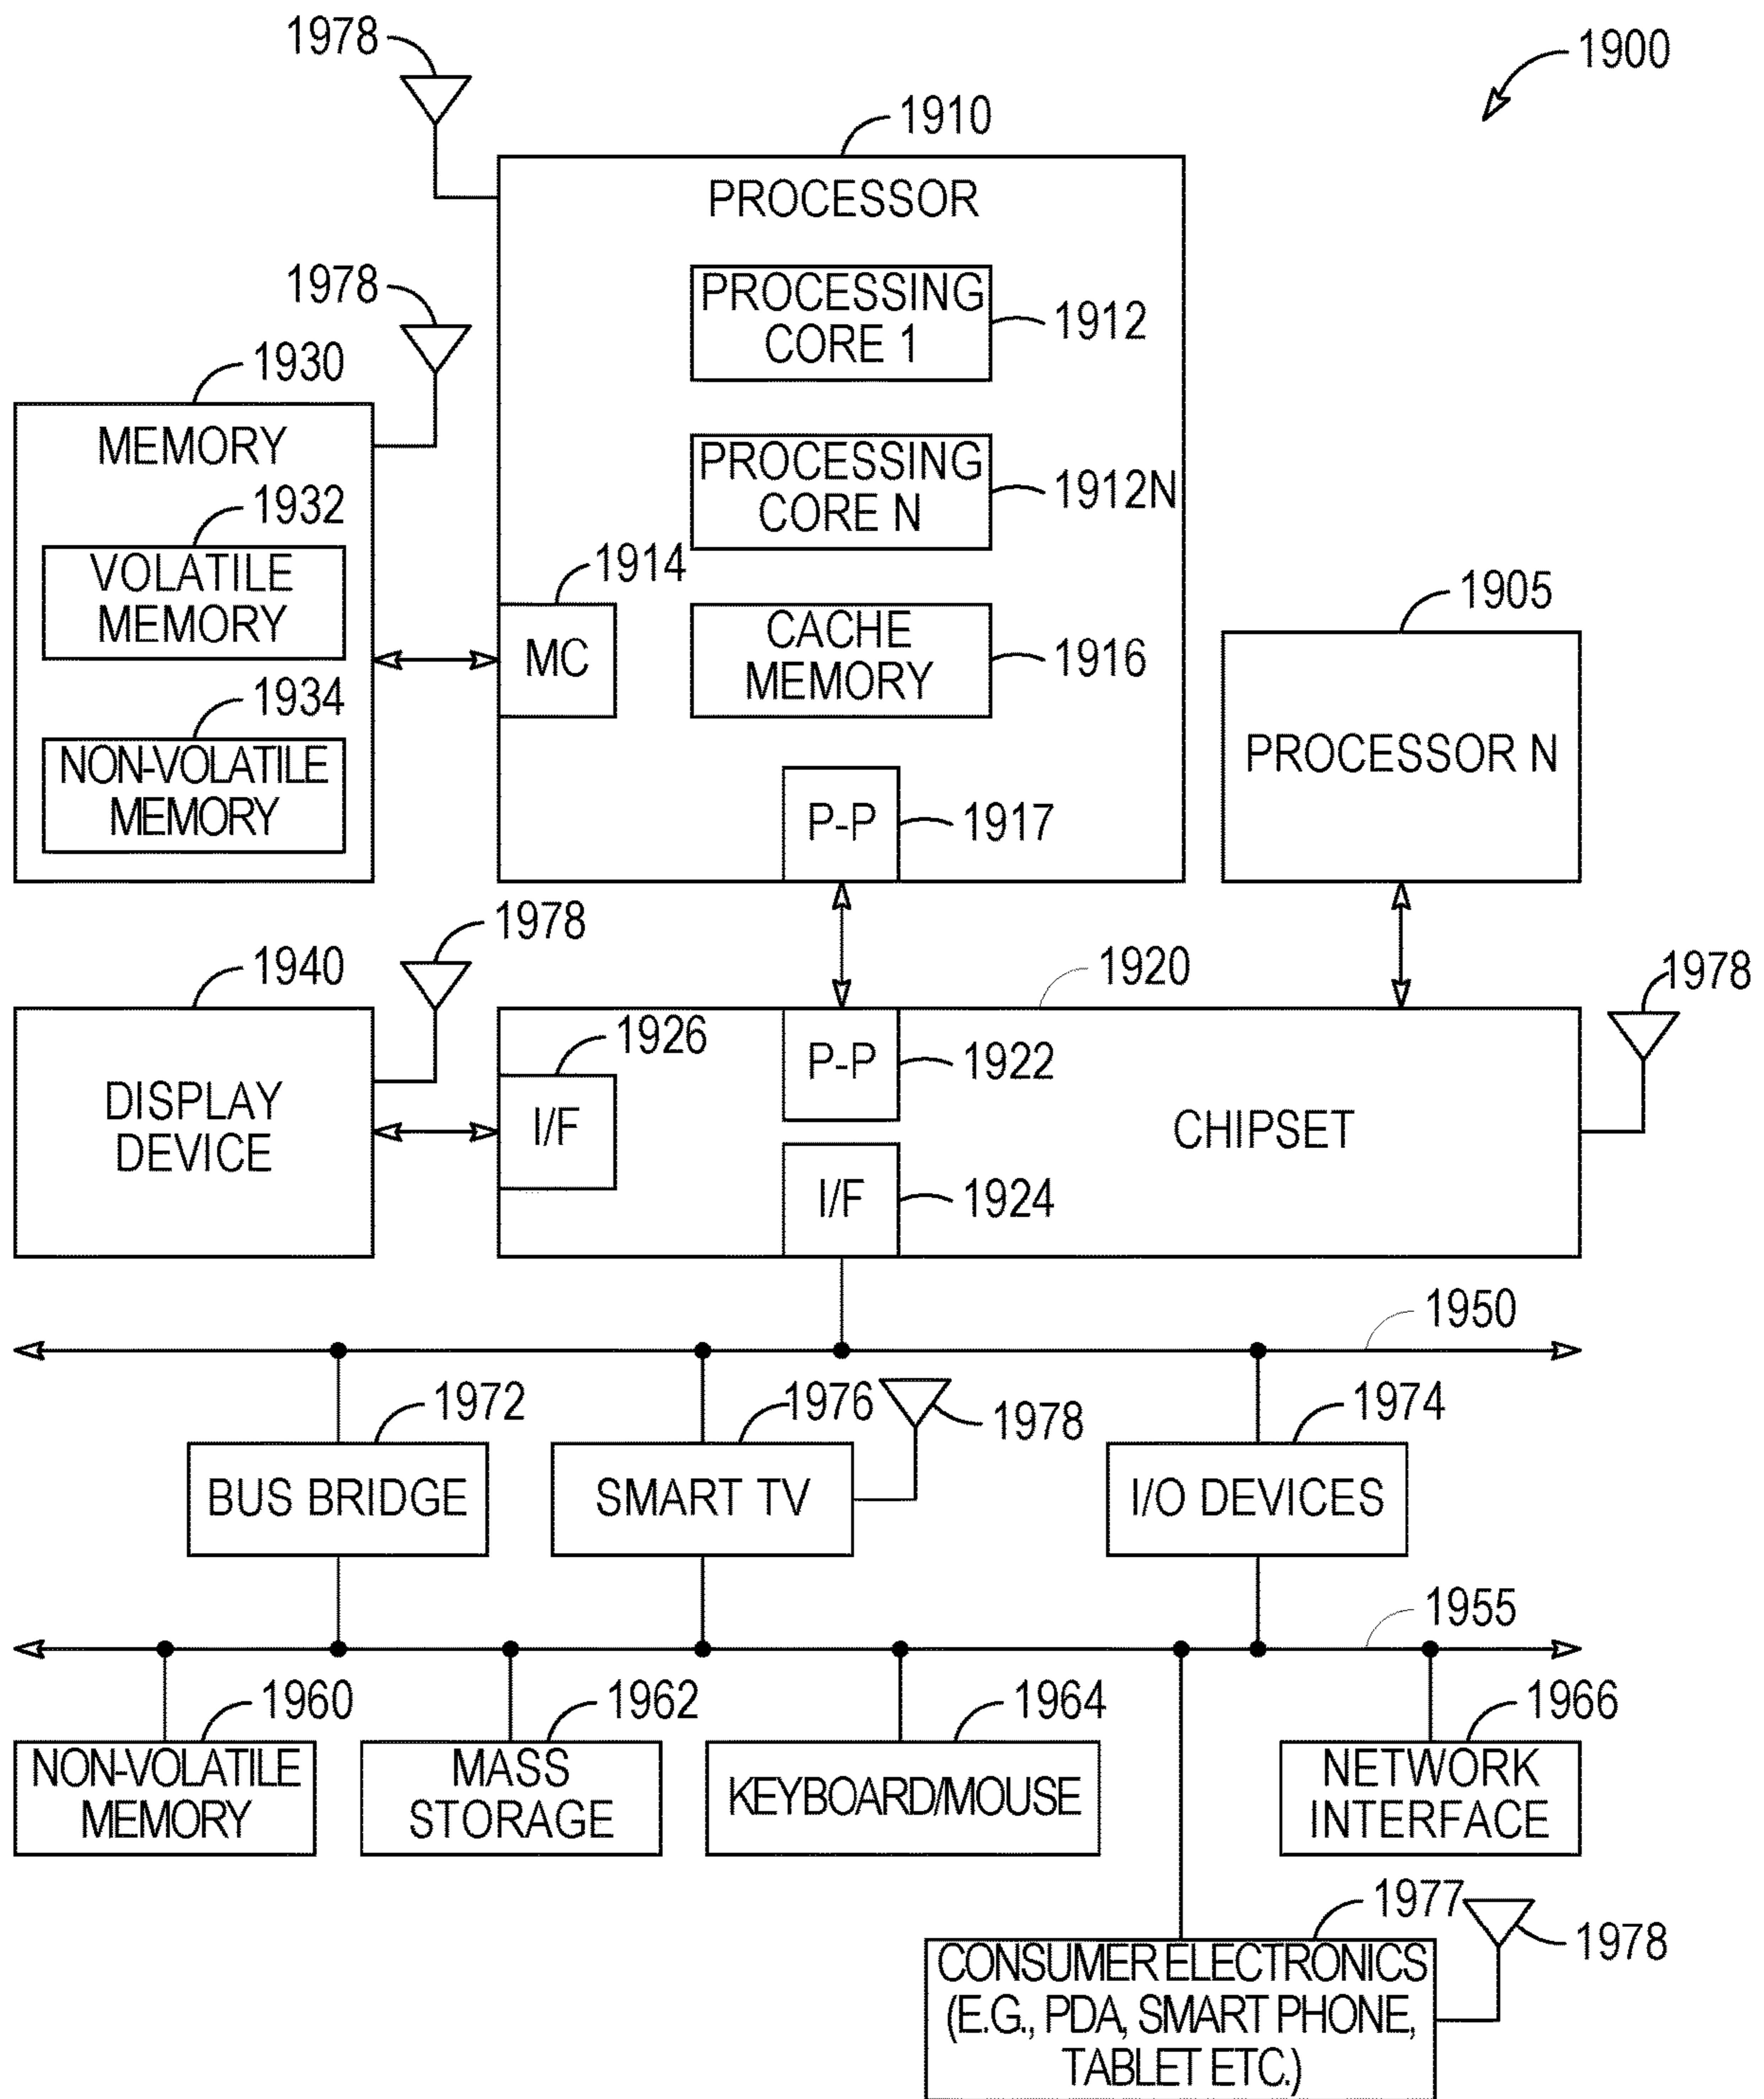 1978
1900
1910
PROCESSOR
PROCESSING
CORE 1
1912
1978
1930
MEMORY
PROCESSING
CORE N
1912N
1932
VOLATILE
MEMORY
1914
MC
CACHE
MEMORY
1916
1905
PROCESSOR N
1934
NON-VOLATILE
MEMORY
P-P
1917
1978
1940
DISPLAY
DEVICE
1920
1978
1926
I/F
P-P
1922
CHIPSET
I/F
1924
1950
1972
BUS BRIDGE
1976
SMART TV
1978
1974
I/O DEVICES
1955
1960
NON-VOLATILE
MEMORY
1962
MASS
STORAGE
1964
KEYBOARD/MOUSE
1966
NETWORK
INTERFACE
1977
CONSUMER ELECTRONICS
(E.G., PDA, SMART PHONE,
TABLET ETC.)
1978